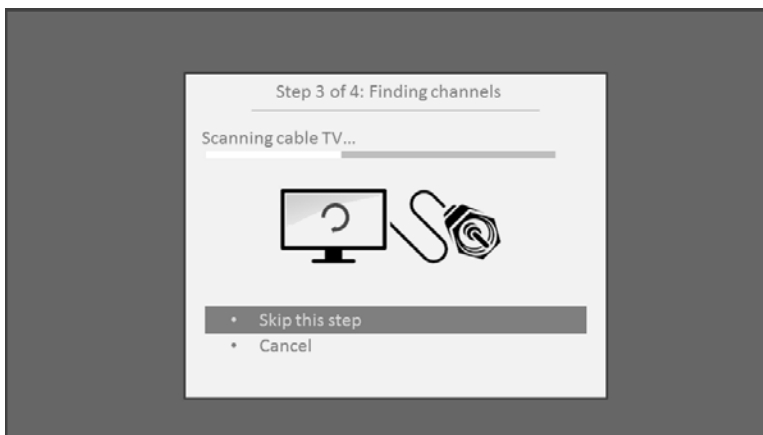 Step 3 of 4: Finding channels
Scanning cable TV...
• Skip this step
• Cancel